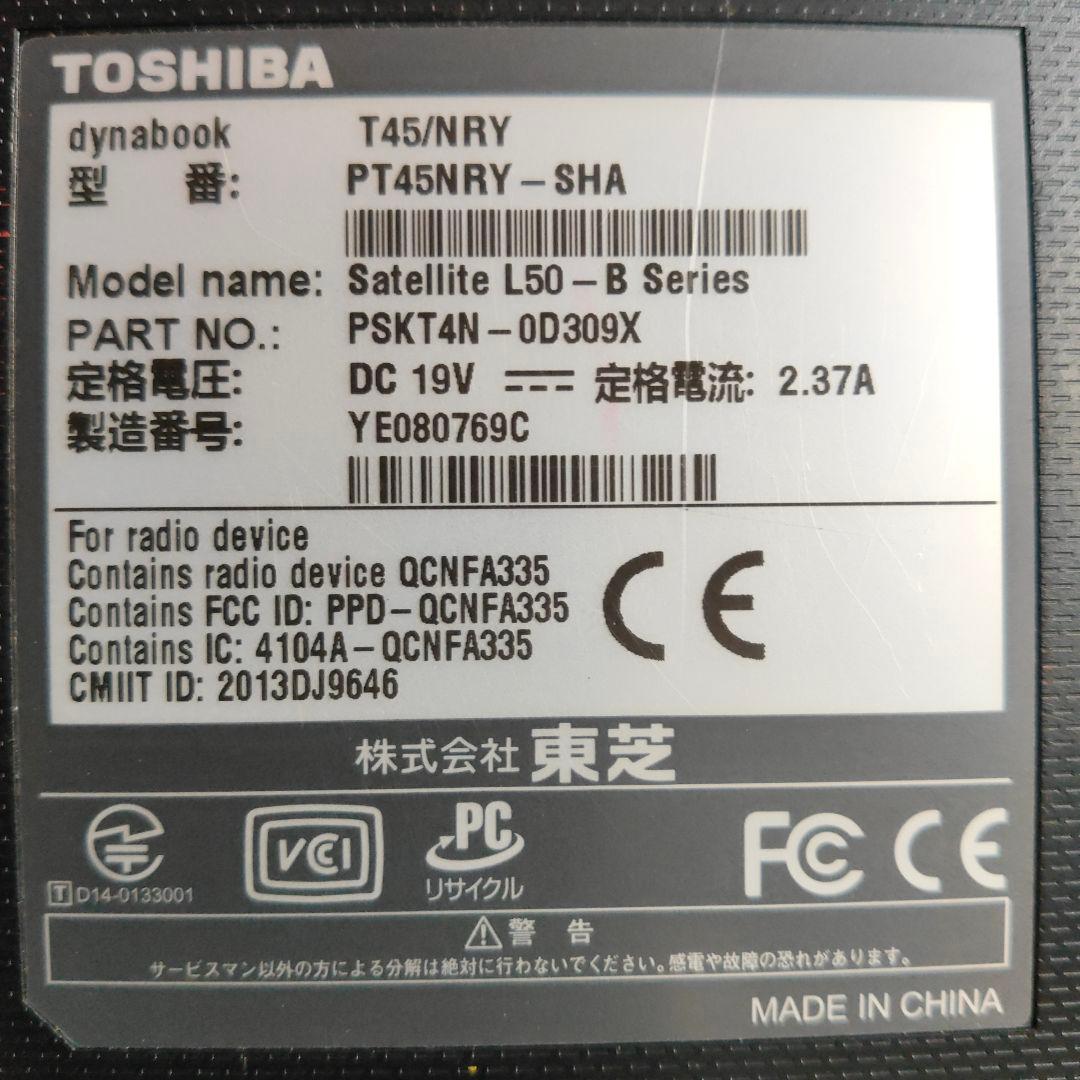 TOSHIBA
dynabook T45/NRY
型 番: PT45NRY-SHA
Model name: Satellite L50-B Series
PART NO.: PSKT4N-0D309X
定格電圧: DC 19V 定格電流: 2.37A
製造番号: YE080769C
For radio device
Contains radio device QCNFA335
Contains FCC ID: PPD-QCNFA335
Contains IC: 4104A-QCNFA335
CMIIT ID: 2013DJ9646
CE
株式会社 東芝
VCCI
PC
リサイクル
FC CE
T D14-0133001
警 告
サービスマン以外の方による分解は絶対に行わないでください。感電や故障の恐れがあります。
MADE IN CHINA